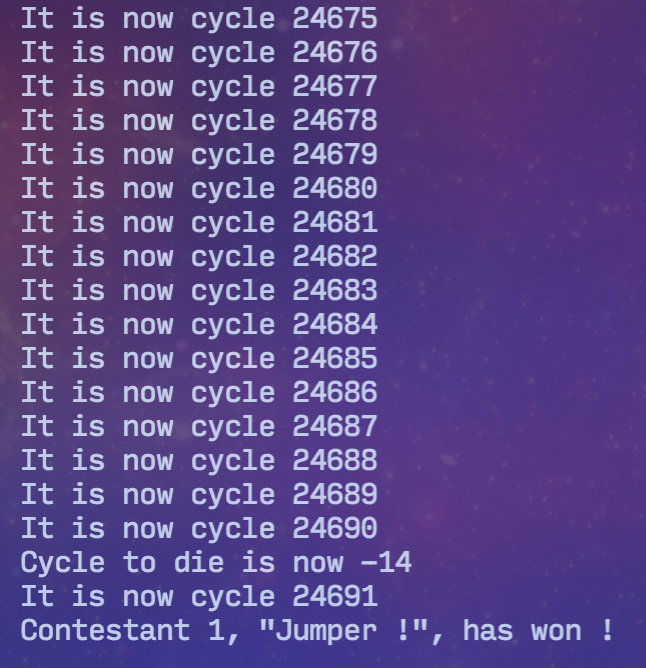 It is now cycle 24675
It is now cycle 24676
It is now cycle 24677
It is now cycle 24678
It is now cycle 24679
It is now cycle 24680
It is now cycle 24681
It is now cycle 24682
It is now cycle 24683
It is now cycle 24684
It is now cycle 24685
It is now cycle 24686
It is now cycle 24687
It is now cycle 24688
It is now cycle 24689
It is now cycle 24690
Cycle to die is now -14
It is now cycle 24691
Contestant 1, "Jumper !", has won !